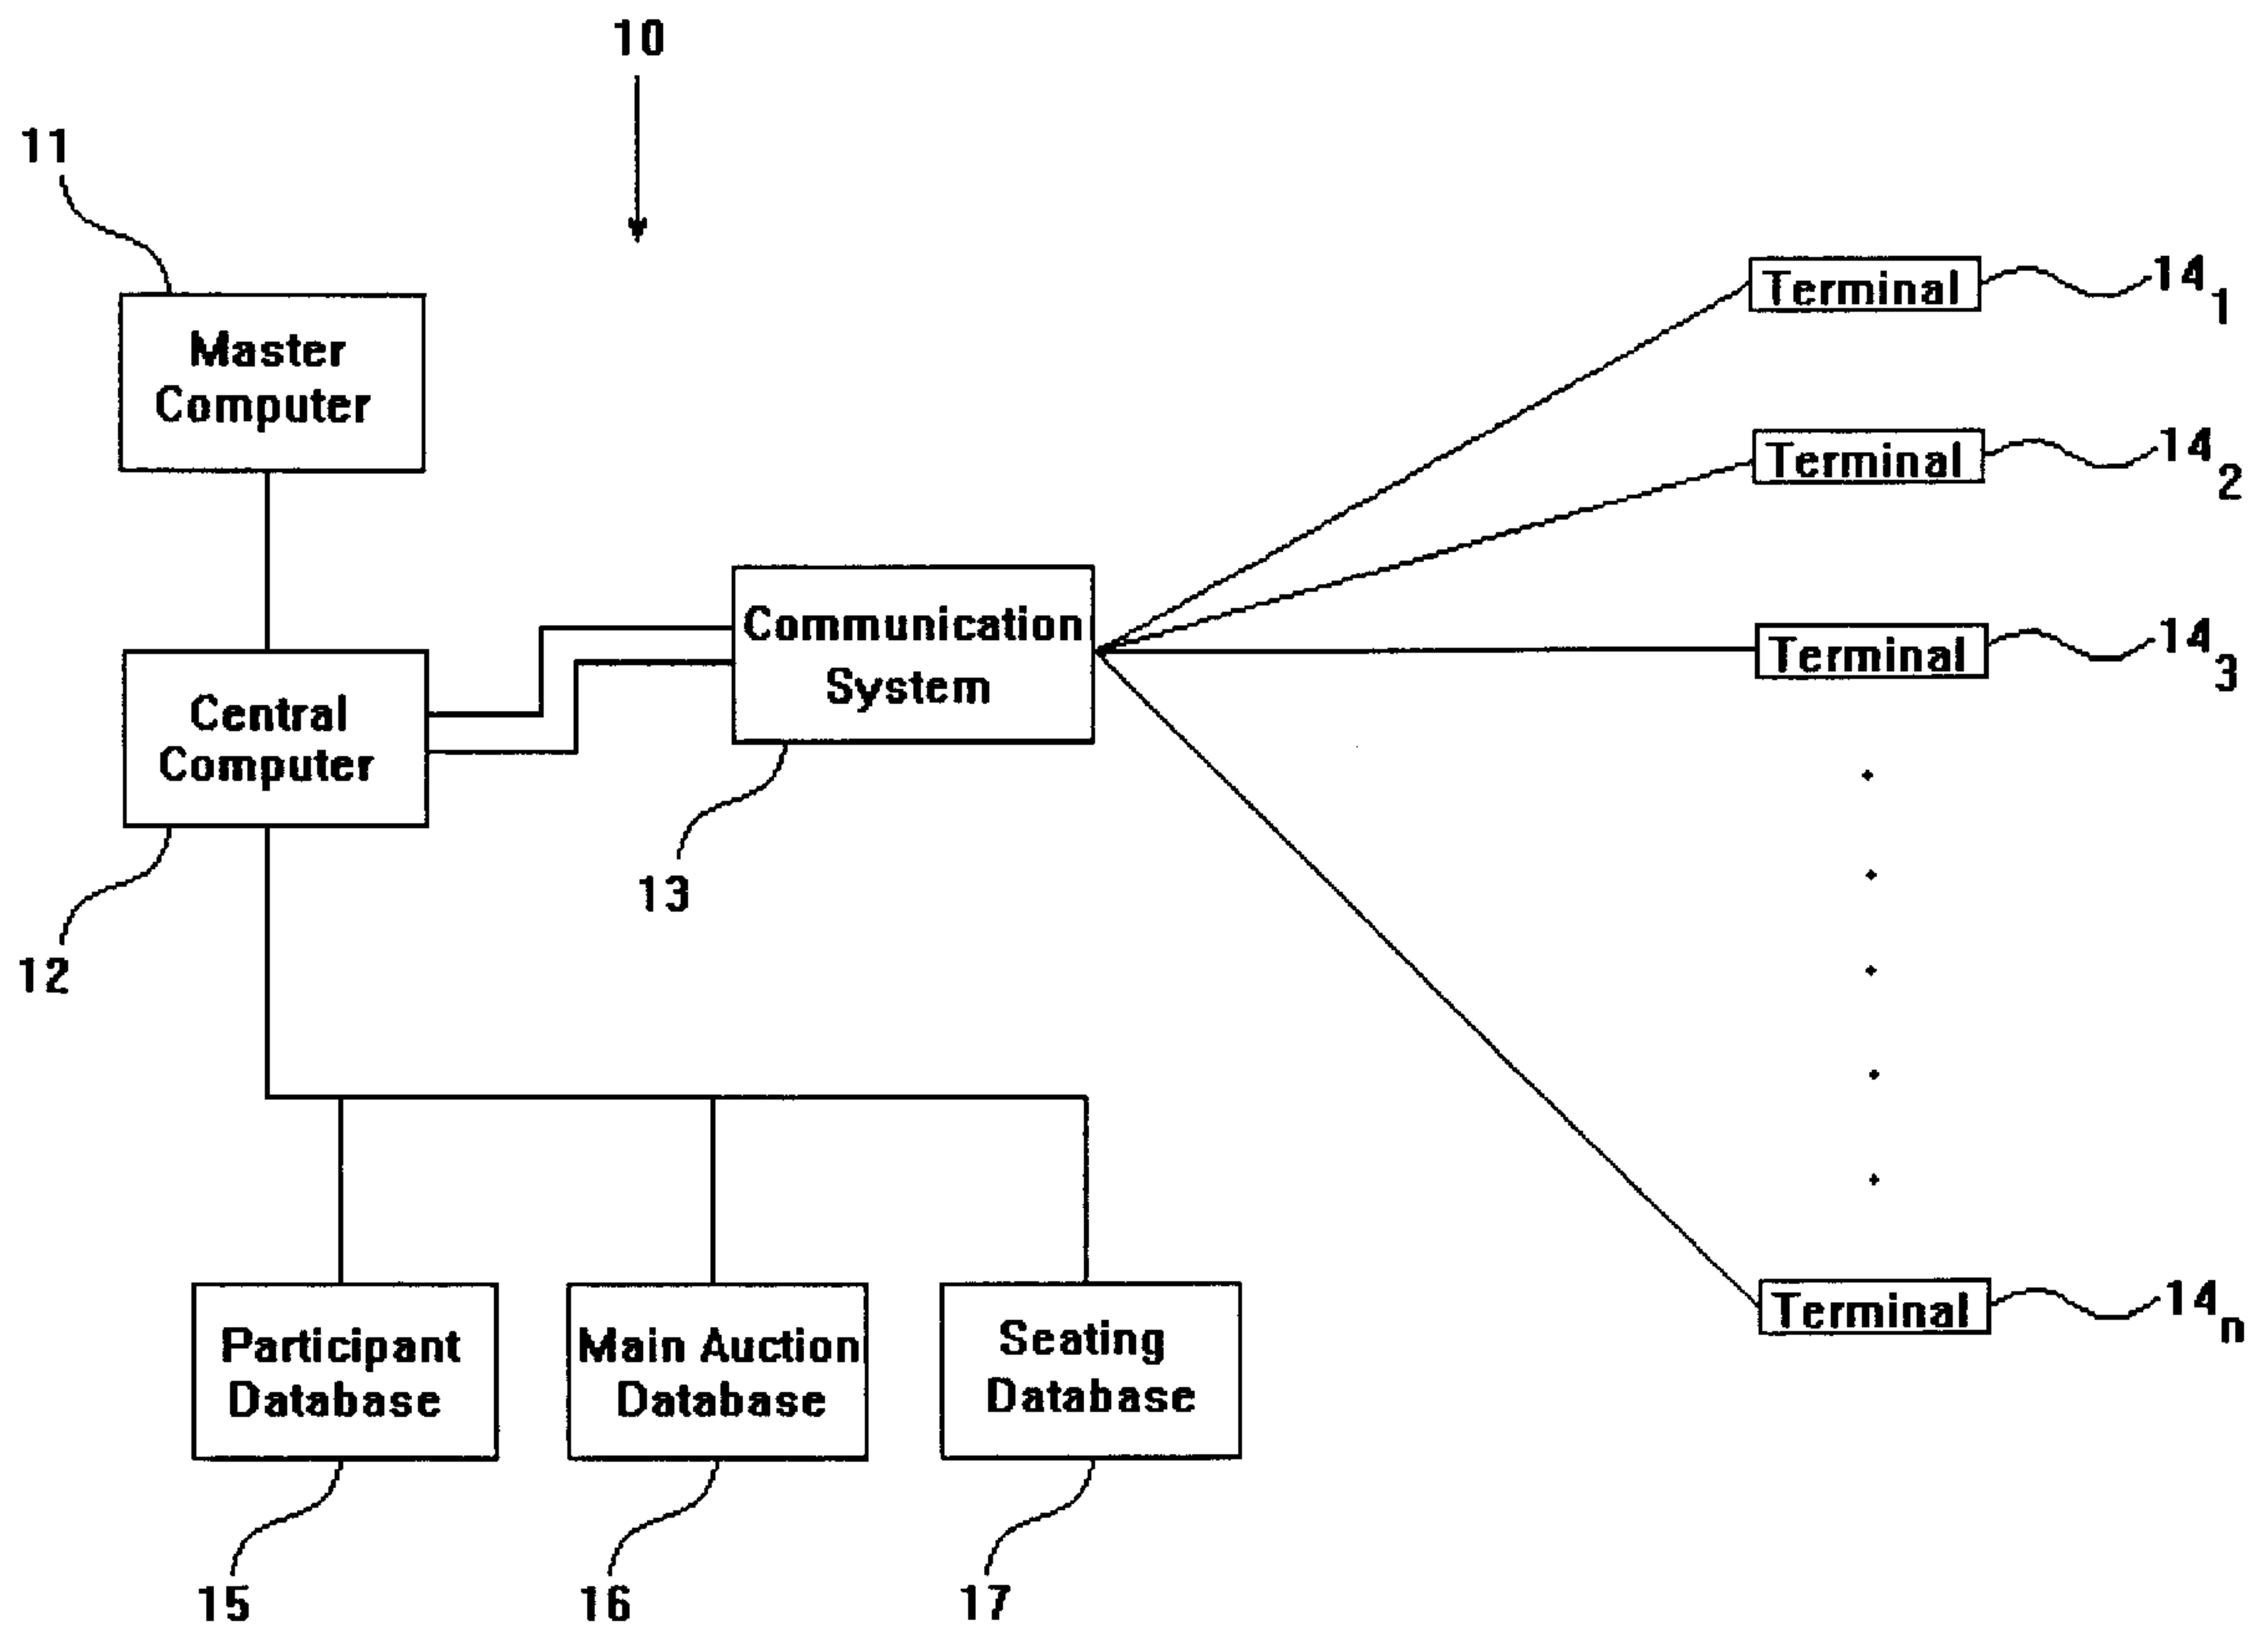 10
11
Master
Computer
Terminal
14
1
Terminal
14
2
Communication
System
Terminal
14
3
Central
Computer
13
12
Terminal
14
n
Participant
Database
Main Auction
Database
Seating
Database
15
16
17